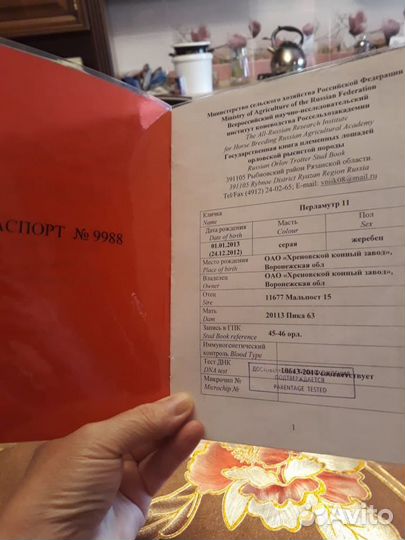 АСПОРТ № 9988
Министерство сельского хозяйства Российской Федерации
Ministry of Agriculture of the Russian Federation
Всероссийский научно-исследовательский
институт коневодства Россельхозакадемии
The All-Russian Research Institute
for Horse Breeding Russian Agricultural Academy
Государственная книга племенных лошадей
орловской рысистой породы
Russian Orlov Trotter Stud Book
391105 Рыбновский район Рязанской области.
391105 Rybnoe District Ryazan Region Russia
Tel/Fax (4912) 24-02-65; E-mail: vniik08@mail.ru
Кличка
Name
Перламутр 11
Дата рождения
Date of birth
Масть
Colour
Пол
Sex
01.01.2013
(24.12.2012)
серая
жеребец
Место рождения
Place of birth
ОАО «Хреновской конный завод»,
Воронежская обл
Владелец
Owner
ОАО «Хреновской конный завод»,
Воронежская обл
Отец
Sire
11677 Мальпост 15
Мать
Dam
20113 Пика 63
Запись в ГПК
Stud Book reference
45-46 орл.
Иммуногенетический
контроль Blood Type
Тест ДНК
DNA test
10643-2014 соответствует
Микрочип №
Microchip №
ПОДТВЕРЖДАЕТСЯ
PARENTAGE TESTED
1
Avito